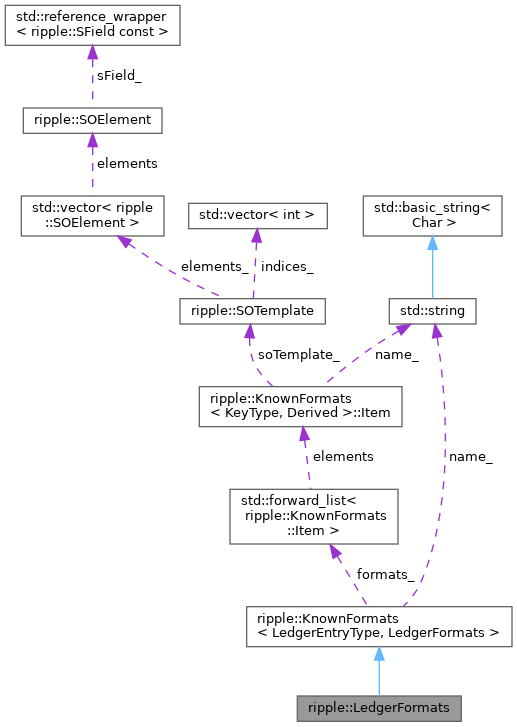 std::reference_wrapper
< ripple::SField const >
sField_
ripple::SOElement
elements
std::vector< ripple
::SOElement >
std::vector< int >
std::basic_string<
Char >
elements_
indices_
ripple::SOTemplate
std::string
soTemplate_
name_
ripple::KnownFormats
< KeyType, Derived >::Item
elements
name_
std::forward_list<
ripple::KnownFormats
::Item >
formats_
ripple::KnownFormats
< LedgerEntryType, LedgerFormats >
ripple::LedgerFormats